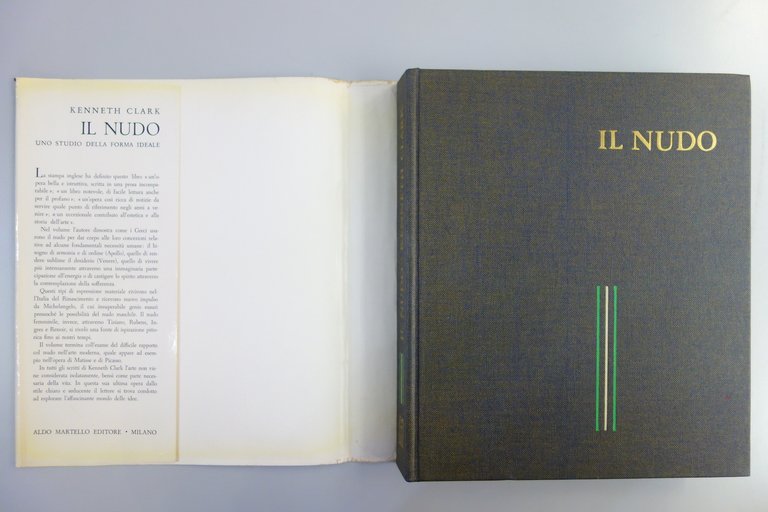 KENNETH CLARK
IL NUDO
UNO STUDIO DELLA FORMA IDEALE
La stampa inglese ha definito questo libro « un'o-
pera bella e istruttiva, scritta in una prosa incompa-
rabile »; « un libro notevole, di facile lettura anche
per il profano »; « un'opera così ricca di notizie da
servire quale punto di riferimento negli anni a ve-
nire », « un eccezionale contributo all'estetica e alla
storia dell'arte ».
Nel volume l'autore dimostra come i Greci usa-
rono il nudo per dar corpo alle loro concezioni rela-
tive ad alcune fondamentali necessità umane: il bi-
sogno di armonia e di ordine (Apollo), quello di ren-
dere sublime il desiderio (Venere), quello di vivere
più intensamente attraverso una immaginaria parte-
cipazione all'energia o di castigare lo spirito attraverso
la contemplazione della sofferenza.
Questi tipi di espressione materiale rivivono nel-
l'Italia del Rinascimento e ricevono nuovo impulso
da Michelangelo, il cui insuperabile genio esaurì
pressoché le possibilità del nudo maschile. Il nudo
femminile, invece, attraverso Tiziano, Rubens, In-
gres e Renoir, si rivelò una fonte di ispirazione pitto-
rica fino ai nostri tempi.
Il volume termina coll'esame del difficile rapporto
col nudo nell'arte moderna, quale appare ad esem-
pio nell'opera di Matisse e di Picasso.
In tutti gli scritti di Kenneth Clark l'arte non vie-
ne considerata isolatamente, bensì come parte neces-
saria della vita. In questa sua ultima opera dallo
stile chiaro e seducente il lettore si trova condotto
ad esplorare l'affascinante mondo delle idee.
ALDO MARTELLO EDITORE • MILANO
IL NUDO